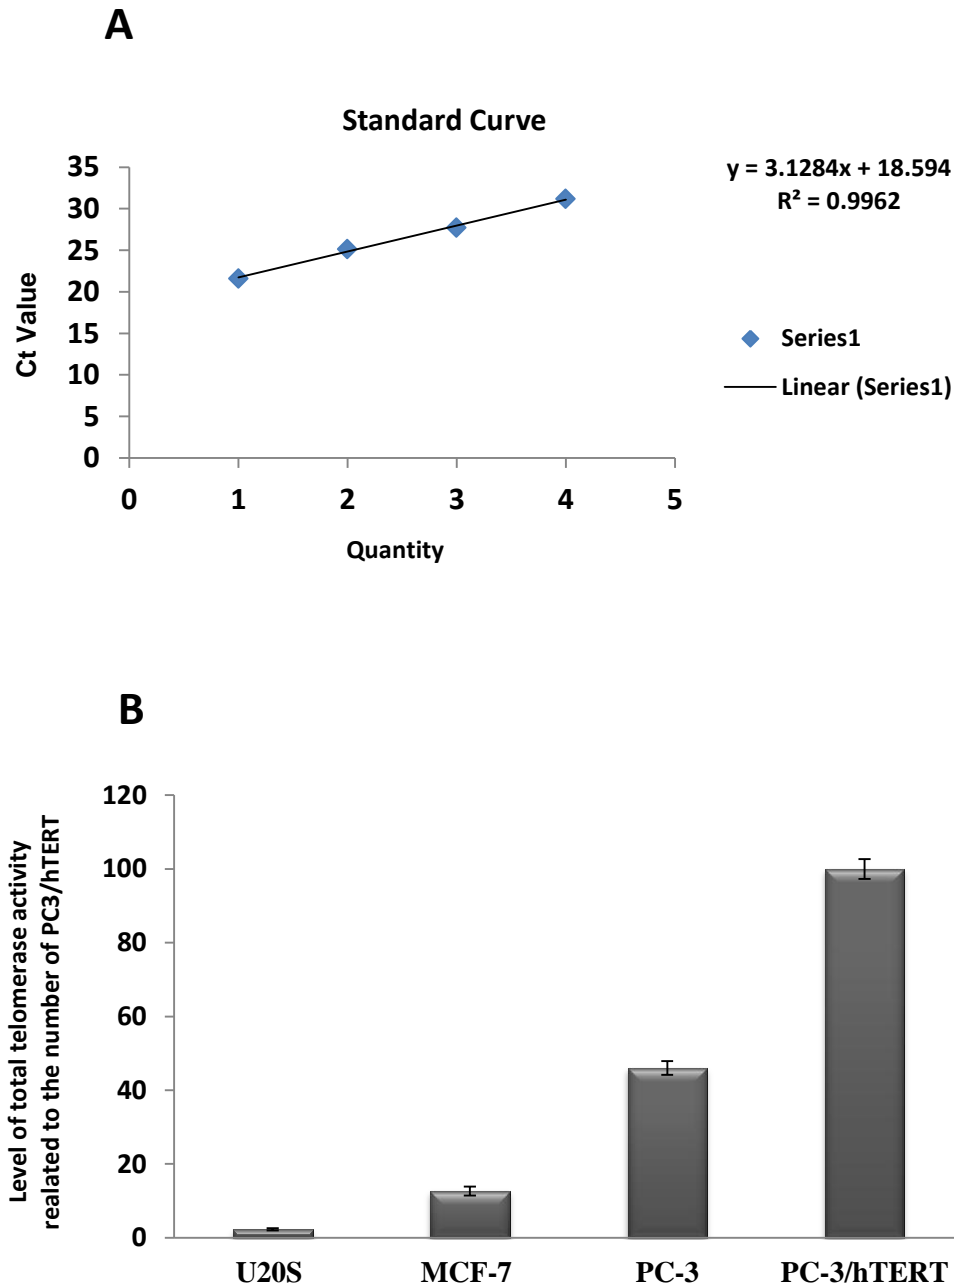 A
Standard Curve
y = 3.1284x + 18.594
R² = 0.9962
35
30
25
20
15
10
5
0
Ct Value
0 1 2 3 4 5
Quantity
Series1
Linear (Series1)
B
120
100
80
60
40
20
0
Level of total telomerase activity
realated to the number of PC3/hTERT
U20S MCF-7 PC-3 PC-3/hTERT